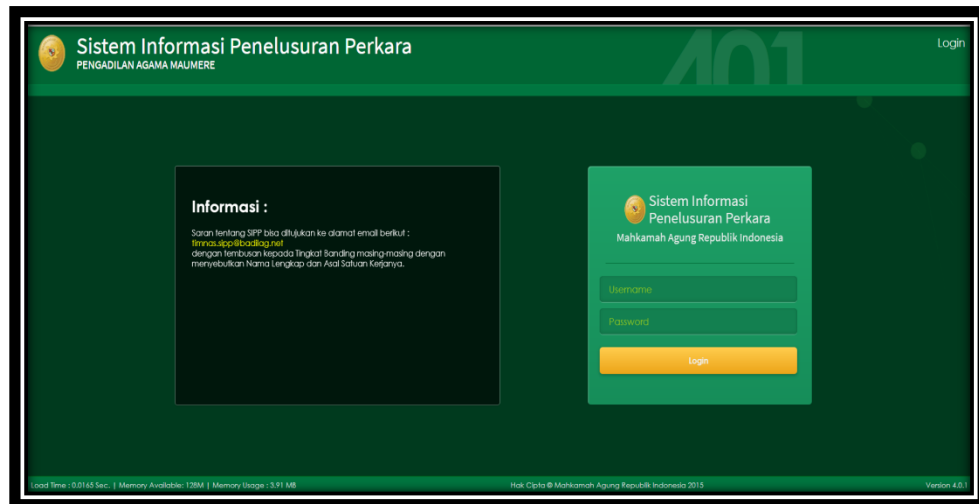 Sistem Informasi Penelusuran Perkara
PENGADILAN AGAMA MAUMERE
401
Login
Informasi :
Saran tentang SIPP bisa ditujukan ke alamat email berikut :
timnas.sipp@badilag.net
dengan tembusan kepada Tingkat Banding masing-masing dengan
menyebutkan Nama Lengkap dan Asal Satuan Kerjanya.
Sistem Informasi
Penelusuran Perkara
Mahkamah Agung Republik Indonesia
Username
Password
Login
Load Time : 0.0165 Sec. | Memory Available: 128M | Memory Usage : 3.91 MB
Hak Cipta @ Mahkamah Agung Republik Indonesia 2015
Version 4.0.1